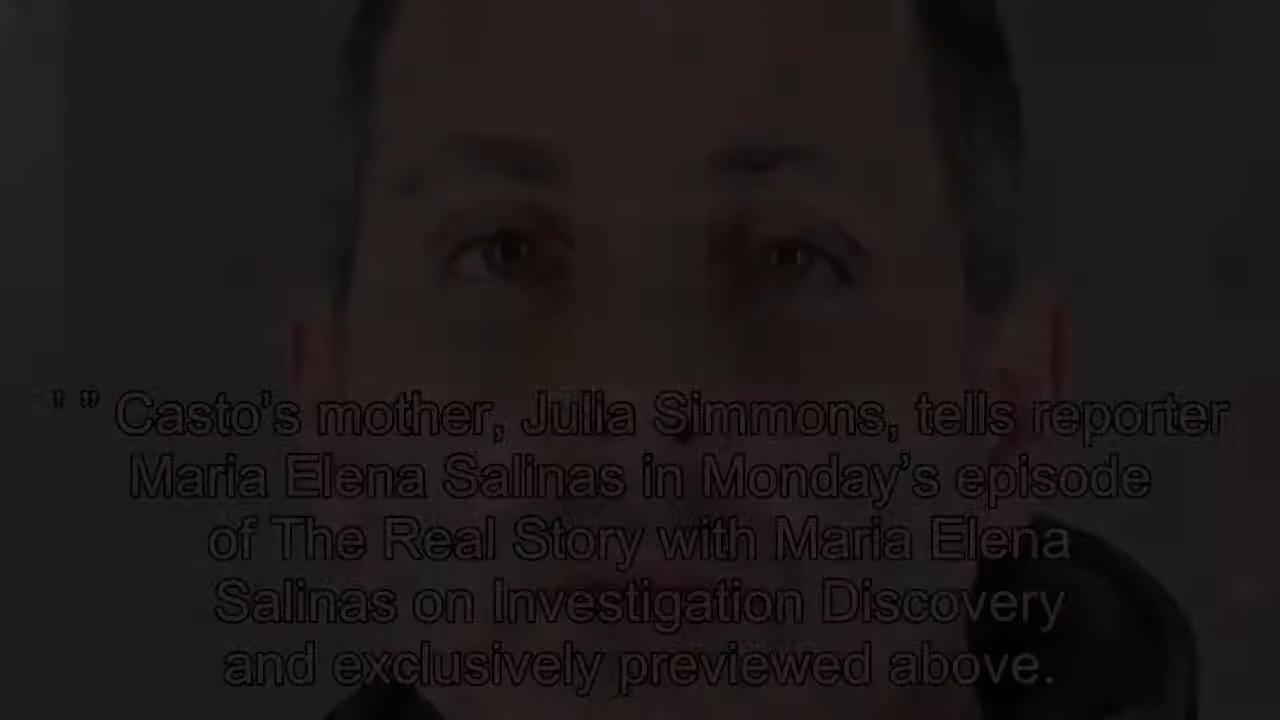 ' " Casto’s mother, Julia Simmons, tells reporter
Maria Elena Salinas in Monday’s episode
of The Real Story with Maria Elena
Salinas on Investigation Discovery
and exclusively previewed above.